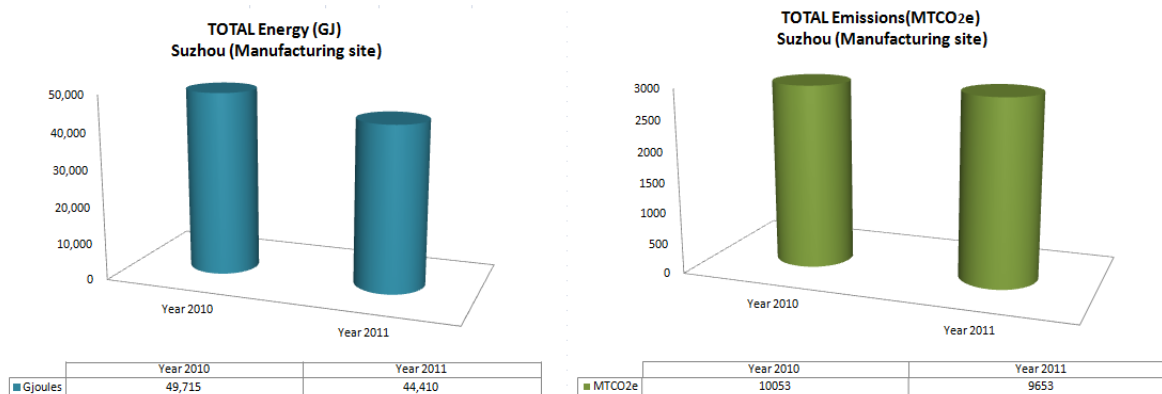 TOTAL Energy (GJ)
Suzhou (Manufacturing site)
50,000
40,000
30,000
20,000
10,000
0
Year 2010
Year 2011
Year 2010 Year 2011
Gjoules 49,715 44,410
TOTAL Emissions(MTCO2e)
Suzhou (Manufacturing site)
3000
2500
2000
1500
1000
500
0
Year 2010
Year 2011
Year 2010 Year 2011
MTCO2e 10053 9653